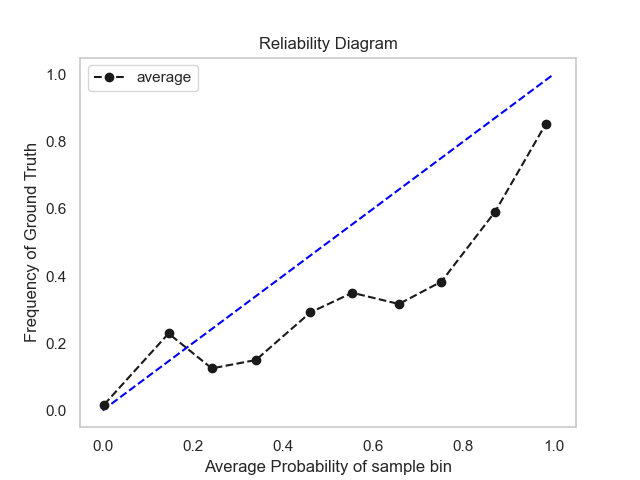 Reliability Diagram
average
Frequency of Ground Truth
1.0
0.8
0.6
0.4
0.2
0.0
0.0 0.2 0.4 0.6 0.8 1.0
Average Probability of sample bin